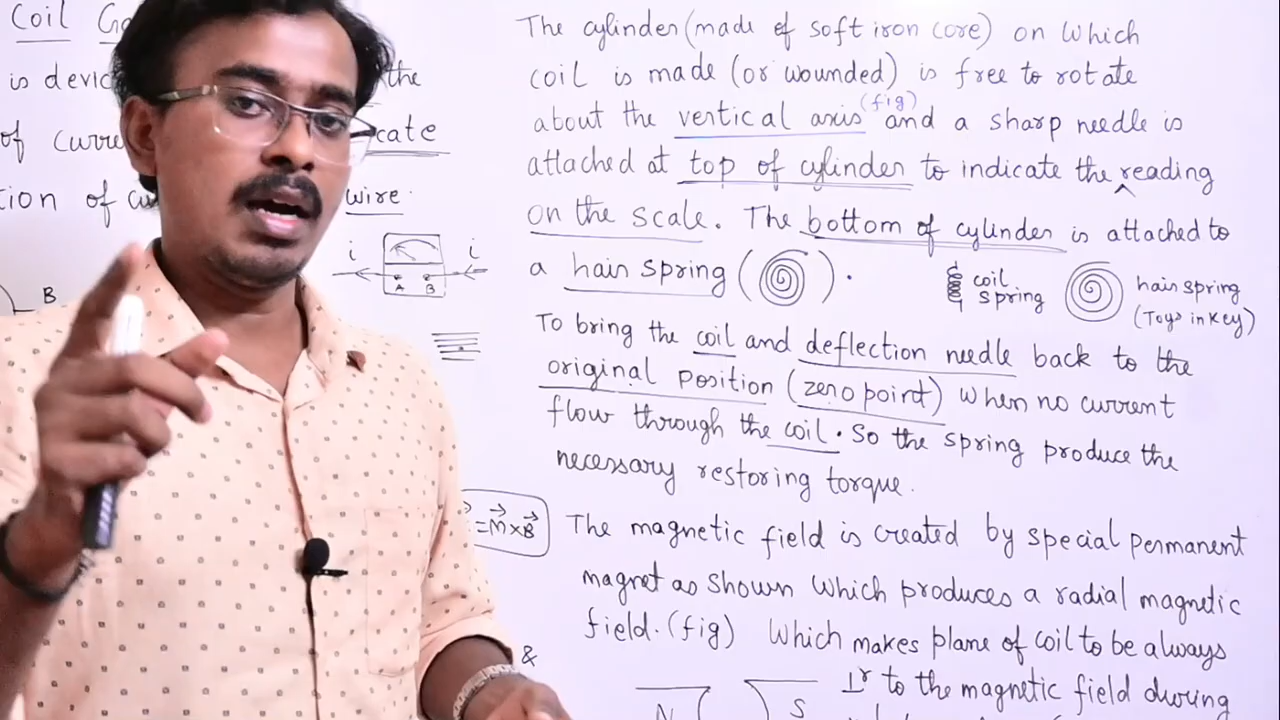 Coil
is devic the
of curre cate
tion of cu wire.
i i
A B
B
= M⃗ × B⃗
&
The cylinder (made of soft iron core) on which
coil is made (or wounded) is free to rotate
about the vertical axis (fig) and a sharp needle is
attached at top of cylinder to indicate the reading
on the scale. The bottom of cylinder is attached to
a hair spring ( ) .
coil spring
hair spring
(Toys in key)
To bring the coil and deflection needle back to the
original position (zero point) when no current
flow through the coil. So the spring produce the
necessary restoring torque.
The magnetic field is created by special permanent
magnet as shown which produces a radial magnetic
field. (fig) Which makes plane of coil to be always
⊥r to the magnetic field during
N S